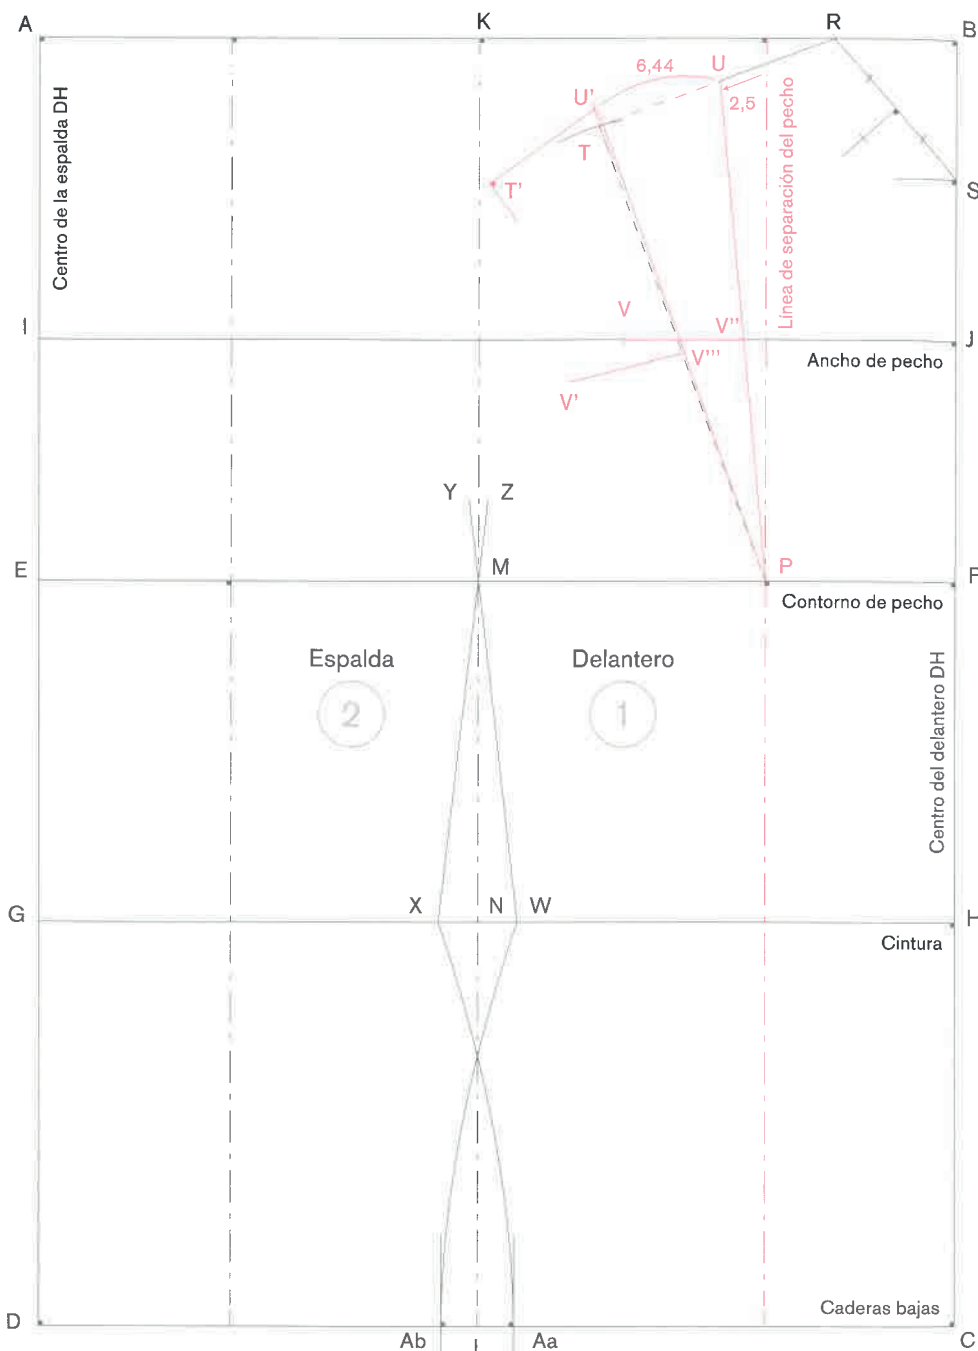 A K R B
6,44 U
U' 2,5
T
T' S
Centro de la espalda DH
Línea de separación del pecho
V V''
I J
V''' Ancho de pecho
V'
Y Z
E M P F
Contorno de pecho
Espalda Delantero
2 1
Centro del delantero DH
G X N W H
Cintura
Caderas bajas
D C
Ab Aa